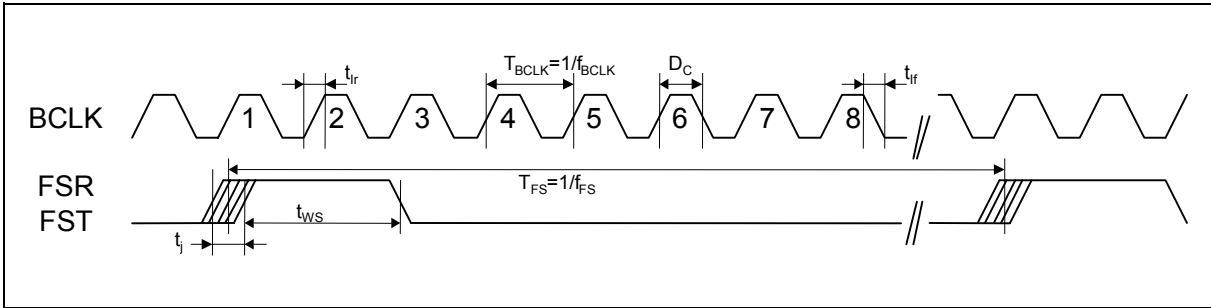 t_lr
T_BCLK=1/f_BCLK
D_C
t_lf
BCLK
1 2 3 4 5 6 7 8
FSR
T_FS=1/f_FS
FST
t_WS
t_j